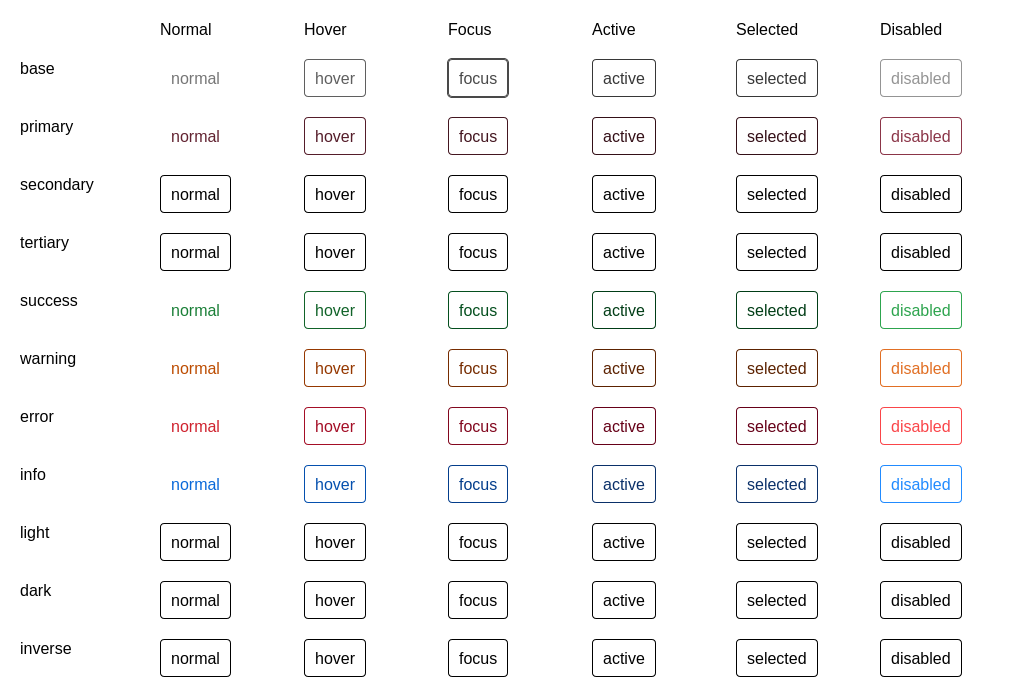 Normal Hover Focus Active Selected Disabled
base normal hover focus active selected disabled
primary normal hover focus active selected disabled
secondary normal hover focus active selected disabled
tertiary normal hover focus active selected disabled
success normal hover focus active selected disabled
warning normal hover focus active selected disabled
error normal hover focus active selected disabled
info normal hover focus active selected disabled
light normal hover focus active selected disabled
dark normal hover focus active selected disabled
inverse normal hover focus active selected disabled